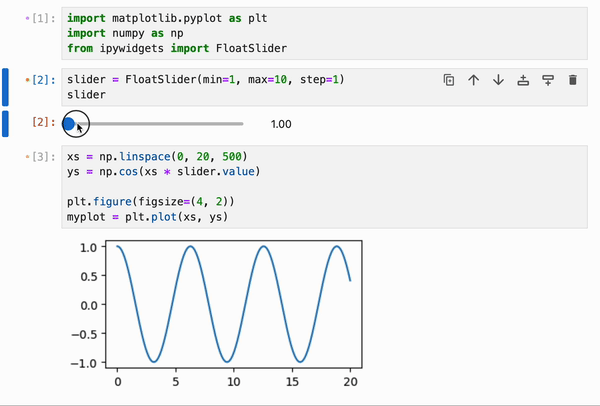 •[1]: import matplotlib.pyplot as plt
import numpy as np
from ipywidgets import FloatSlider
•[2]: slider = FloatSlider(min=1, max=10, step=1)
slider
[2]: 1.00
•[3]: xs = np.linspace(0, 20, 500)
ys = np.cos(xs * slider.value)
plt.figure(figsize=(4, 2))
myplot = plt.plot(xs, ys)
1.0
0.5
0.0
−0.5
−1.0
0 5 10 15 20